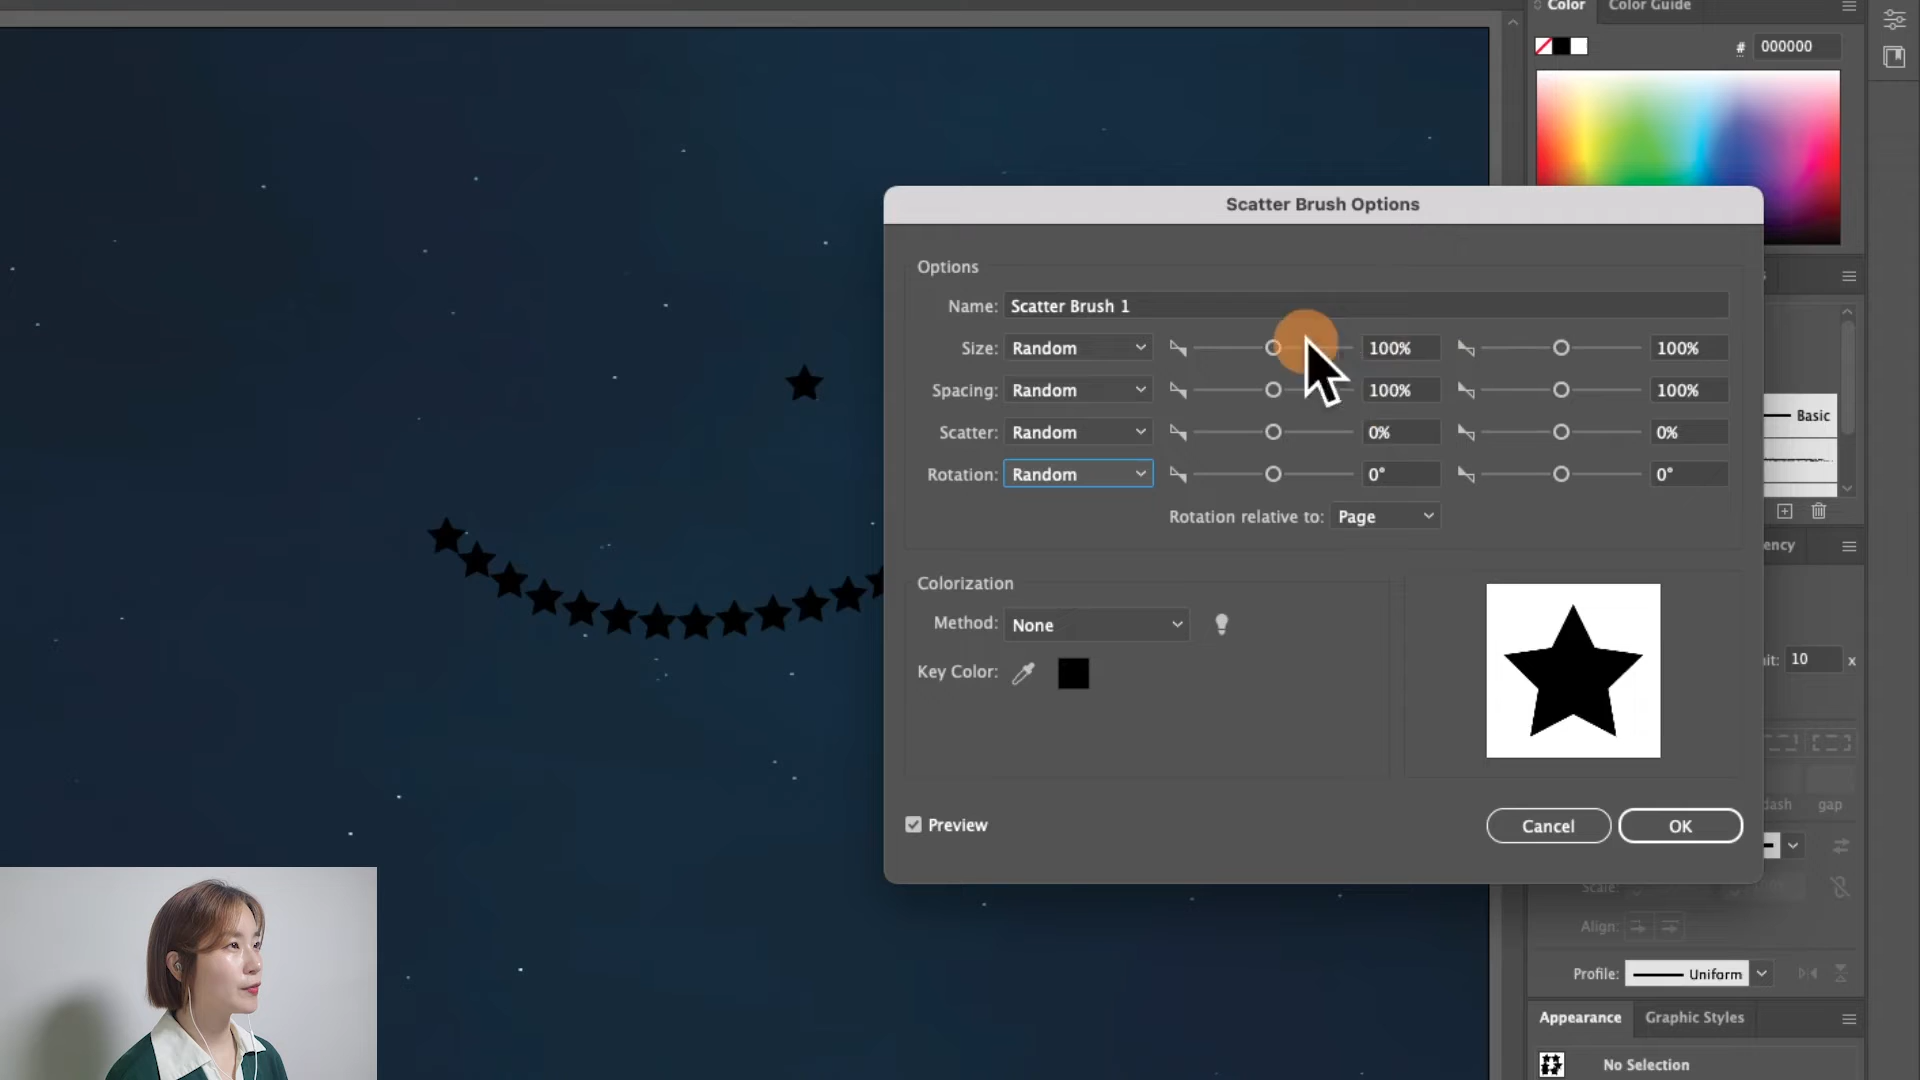 Color Color Guide
# 000000
Scatter Brush Options
Options
Name: Scatter Brush 1
Size: Random 100% 100%
Spacing: Random 100% 100%
Scatter: Random 0% 0%
Rotation: Random 0° 0°
Rotation relative to: Page
Basic
Colorization
Method: None
Key Color:
Preview
Cancel OK
10 x
dash gap
Scale:
Align:
Profile: Uniform
Appearance Graphic Styles
No Selection